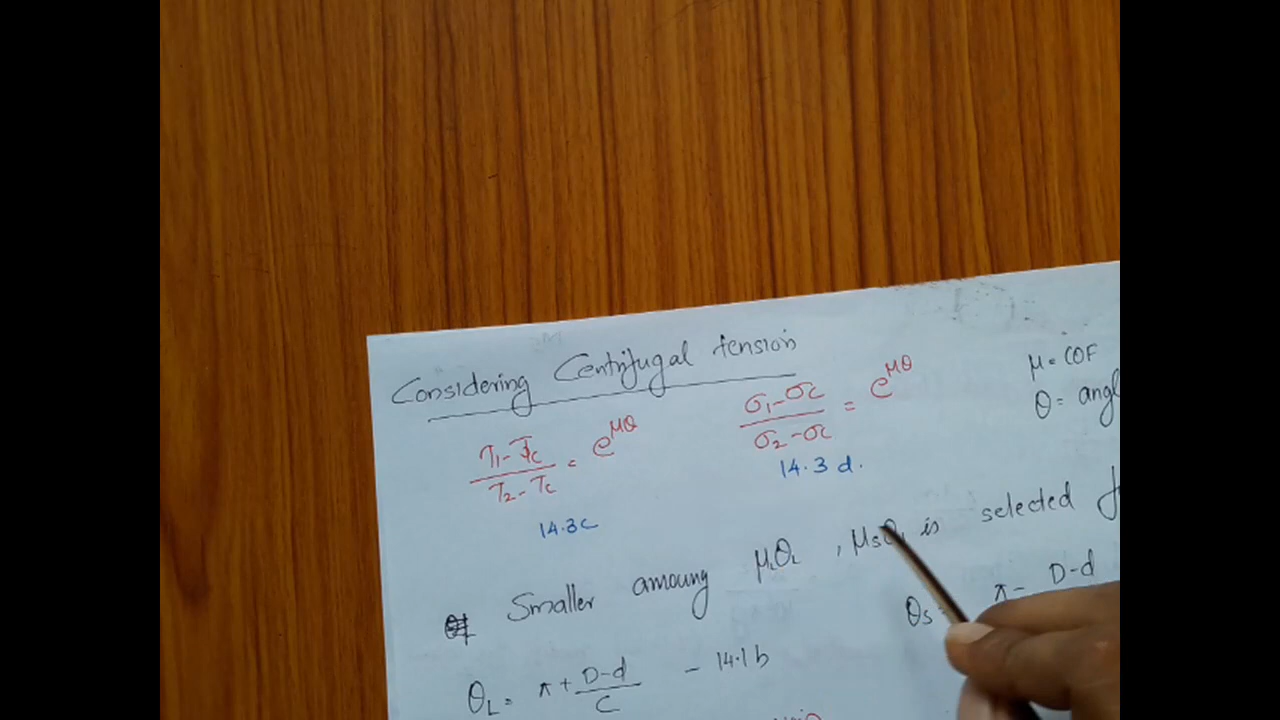 Considering Centrifugal tension
T1-Tc / T2-Tc = e^μθ
σ1-σc / σ2-σc = e^μθ
μ = COF
θ = angl
14.3c
14.3 d.
Smaller amoung μLθL , μsθs is selected f
θL = π + D-d / C - 14.1b
θs = π - D-d